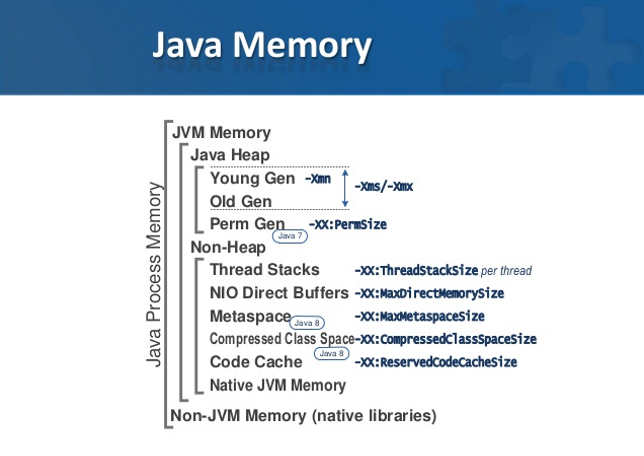 Java Memory
Java Process Memory
JVM Memory
Java Heap
Young Gen -Xmn
-Xms/-Xmx
Old Gen
Perm Gen -XX:PermSize
Java 7
Non-Heap
Thread Stacks -XX:ThreadStackSize per thread
NIO Direct Buffers -XX:MaxDirectMemorySize
Metaspace -XX:MaxMetaspaceSize
Java 8
Compressed Class Space -XX:CompressedClassSpaceSize
Java 8
Code Cache -XX:ReservedCodeCacheSize
Native JVM Memory
Non-JVM Memory (native libraries)